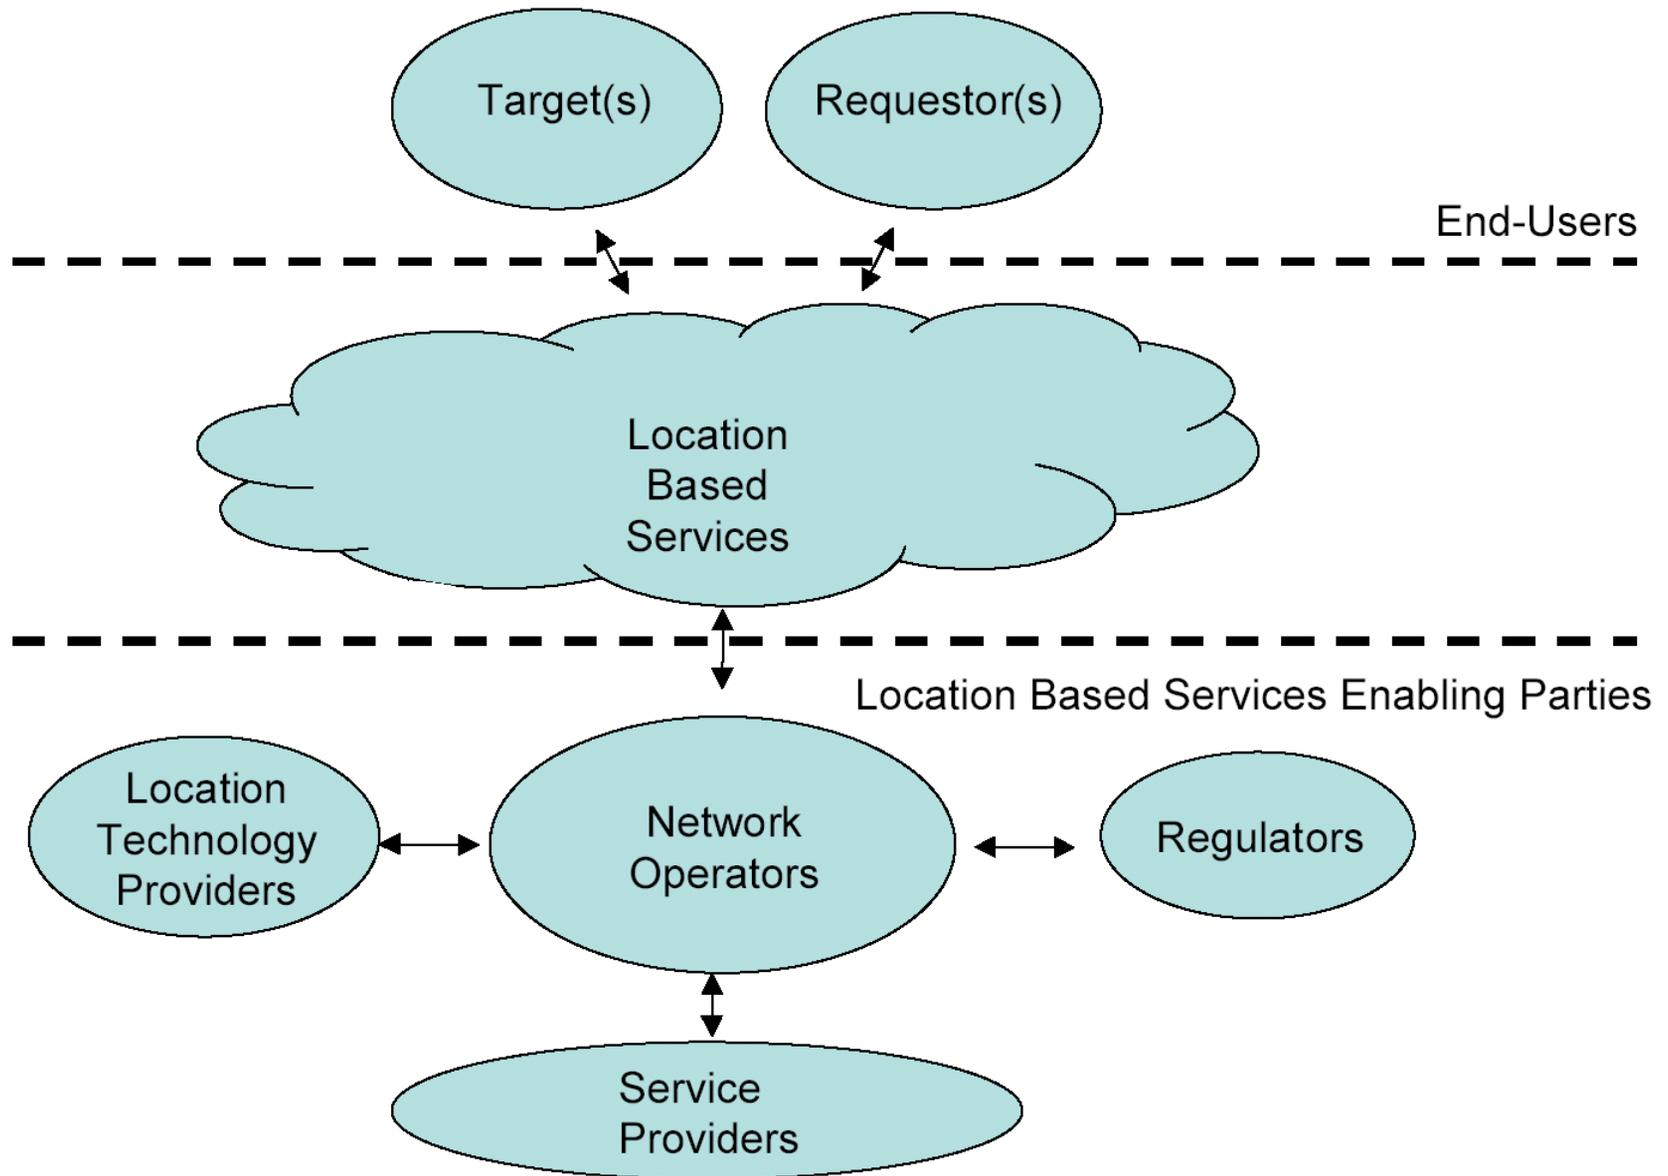 Target(s)
Requestor(s)
End-Users
Location
Based
Services
Location Based Services Enabling Parties
Location
Technology
Providers
Network
Operators
Regulators
Service
Providers